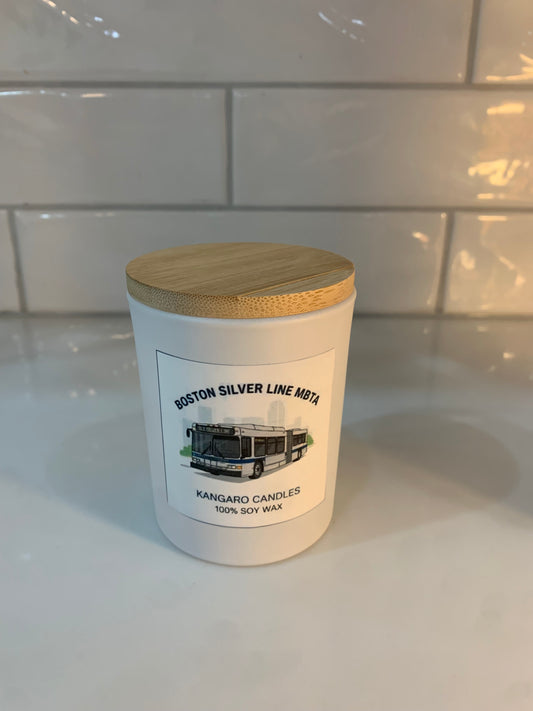 BOSTON SILVER LINE MBTA
KANGARO CANDLES
100% SOY WAX